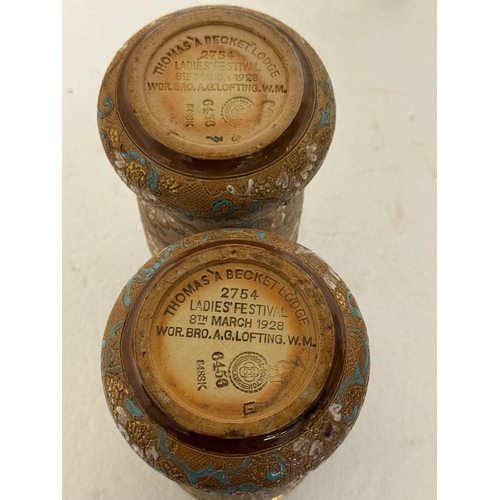 THOMAS A BECKET LODGE
2754
LADIES' FESTIVAL
8TH MARCH 1928
WOR. BRO. A.G. LOFTING. W.M.
6456
THOMAS A BECKET LODGE
2754
LADIES' FESTIVAL
8TH MARCH 1928
WOR. BRO. A.G. LOFTING. W.M.
6456